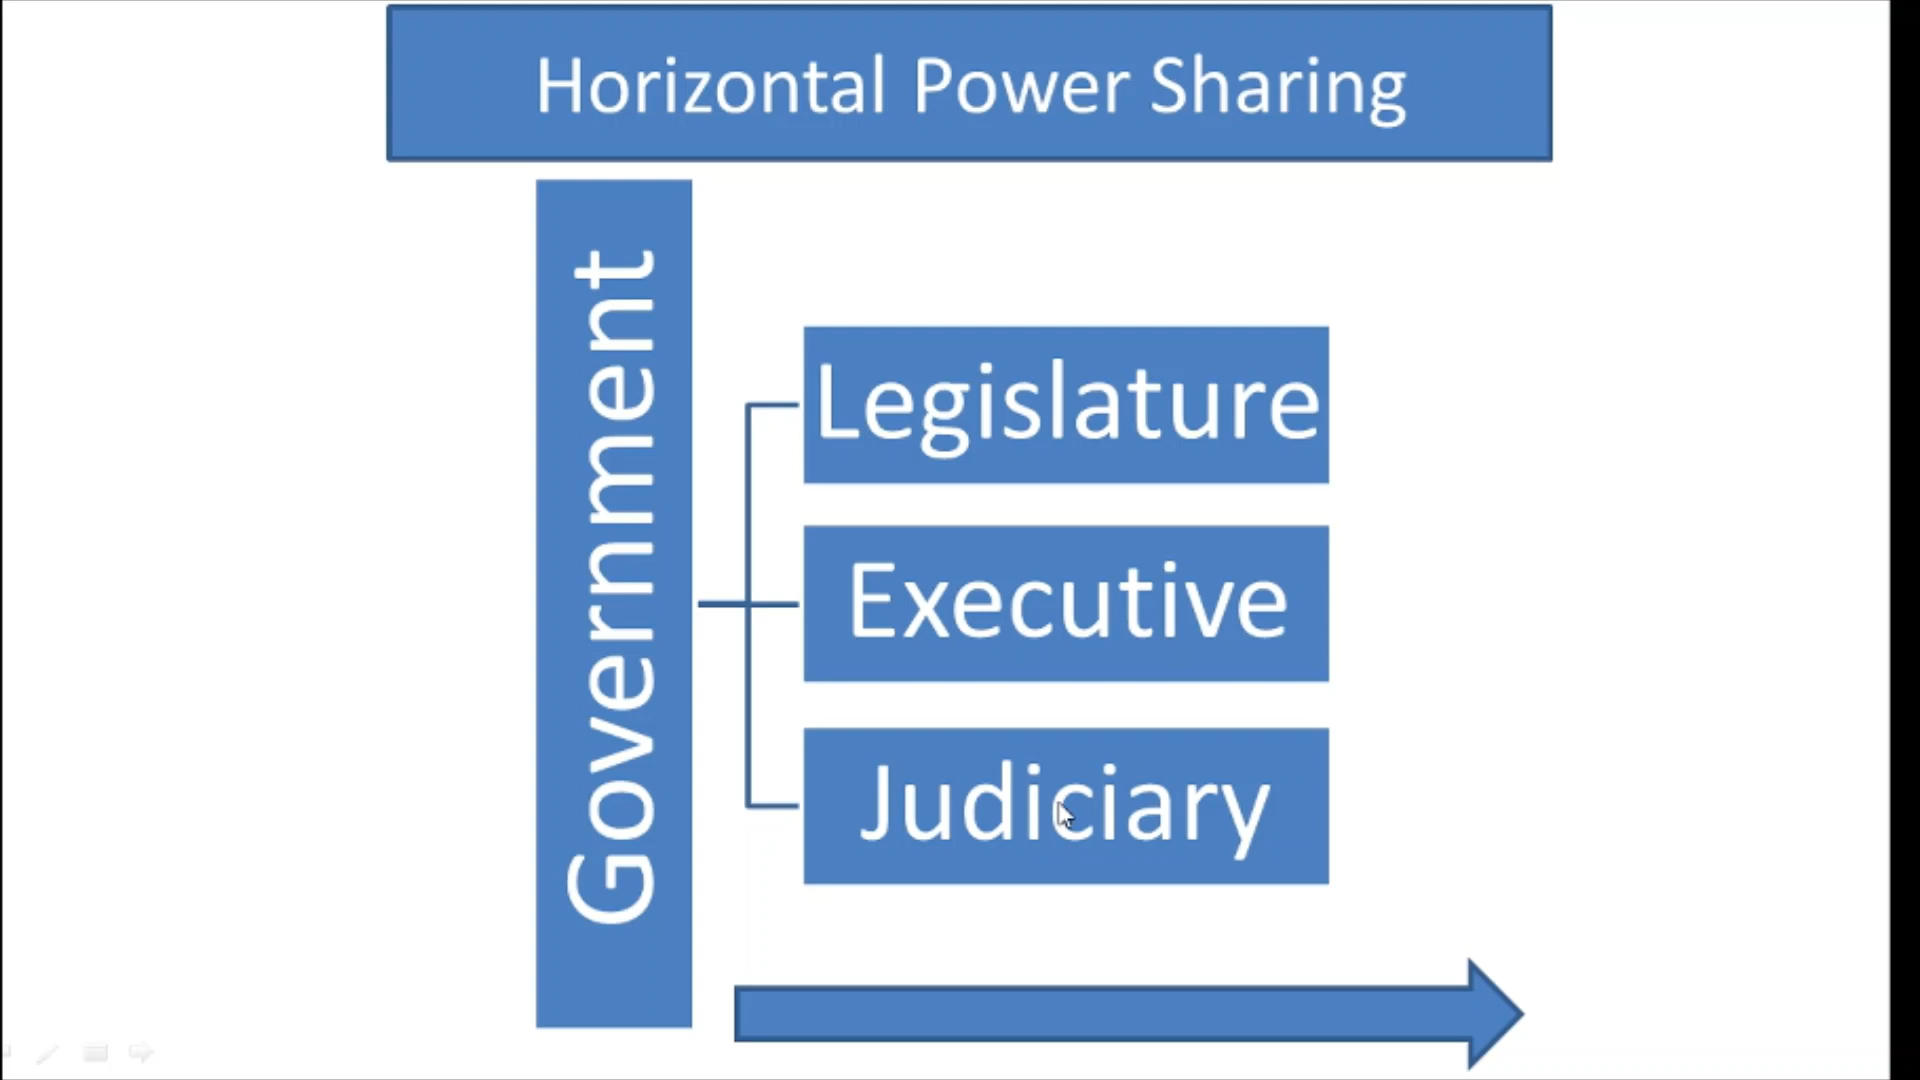 Horizontal Power Sharing
Government
Legislature
Executive
Judiciary